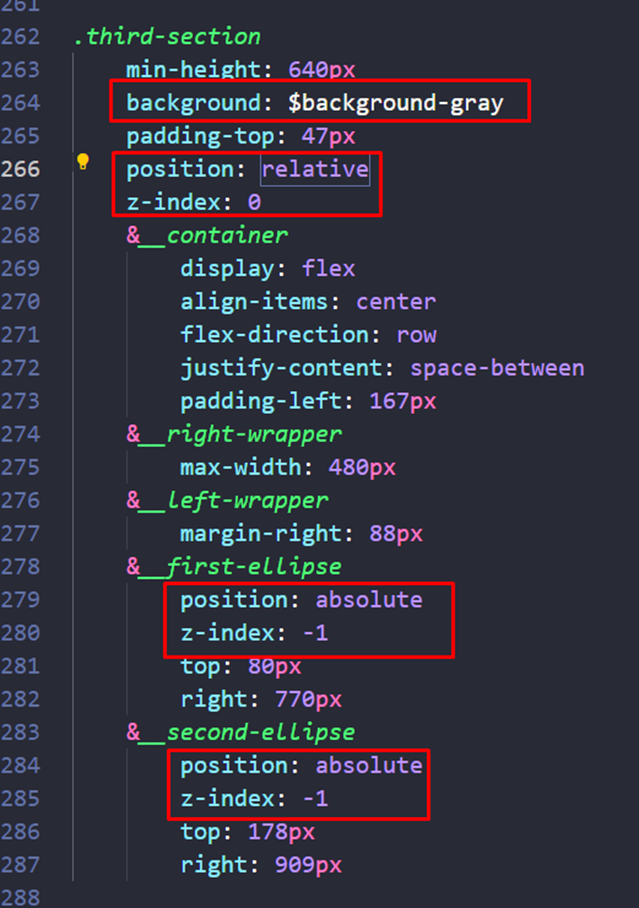 261
262 .third-section
263 min-height: 640px
264 background: $background-gray
265 padding-top: 47px
266 position: relative
267 z-index: 0
268 &__container
269 display: flex
270 align-items: center
271 flex-direction: row
272 justify-content: space-between
273 padding-left: 167px
274 &__right-wrapper
275 max-width: 480px
276 &__left-wrapper
277 margin-right: 88px
278 &__first-ellipse
279 position: absolute
280 z-index: -1
281 top: 80px
282 right: 770px
283 &__second-ellipse
284 position: absolute
285 z-index: -1
286 top: 178px
287 right: 909px
288